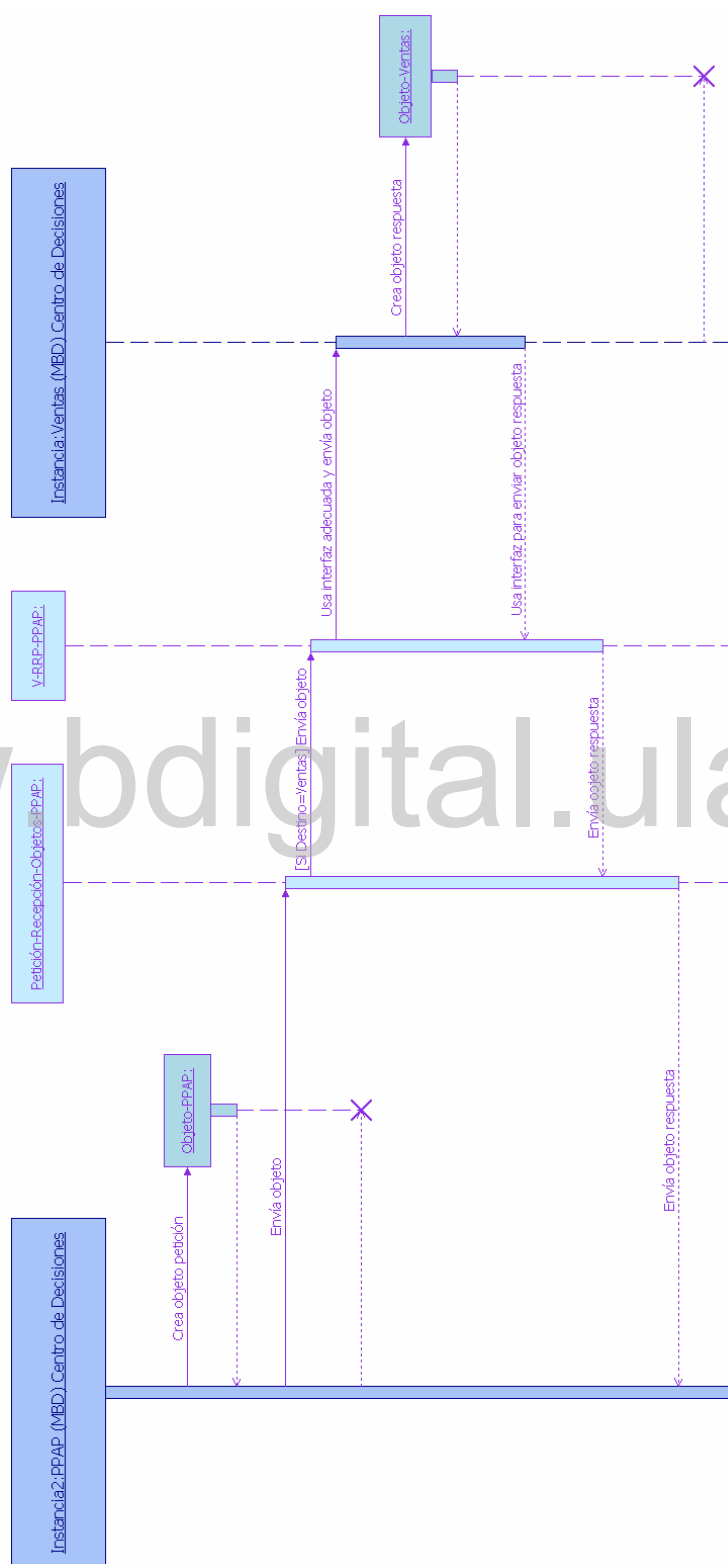 Instancia2:PPAP (MBD) Centro de Decisiones
Objeto-PPAP:
Petición-Recepción-Objetos-PPAP:
V-RRP-PPAP:
Instancia:Ventas (MBD) Centro de Decisiones
Objeto-Ventas:
Crea objeto petición
Envía objeto
[Si Destino=Ventas] Envía objeto
Usa interfaz adecuada y envía objeto
Crea objeto respuesta
Usa interfaz para enviar objeto respuesta
Envía objeto respuesta
Envía objeto respuesta
.bdigital.ula